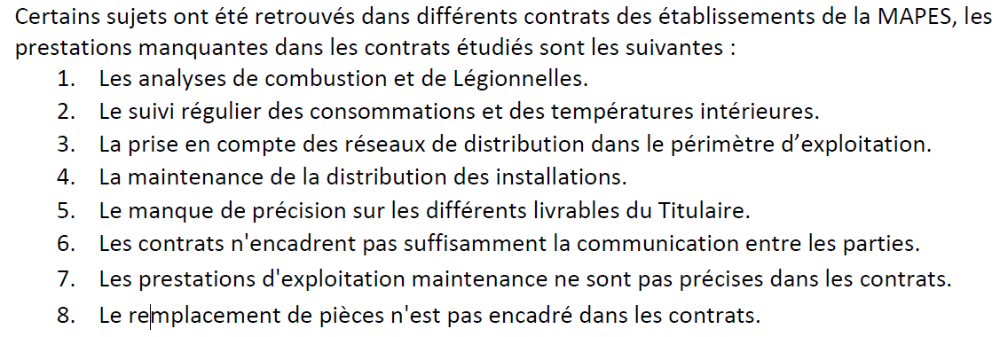 Certains sujets ont été retrouvés dans différents contrats des établissements de la MAPES, les
prestations manquantes dans les contrats étudiés sont les suivantes :
1. Les analyses de combustion et de Légionnelles.
2. Le suivi régulier des consommations et des températures intérieures.
3. La prise en compte des réseaux de distribution dans le périmètre d’exploitation.
4. La maintenance de la distribution des installations.
5. Le manque de précision sur les différents livrables du Titulaire.
6. Les contrats n'encadrent pas suffisamment la communication entre les parties.
7. Les prestations d'exploitation maintenance ne sont pas précises dans les contrats.
8. Le remplacement de pièces n'est pas encadré dans les contrats.